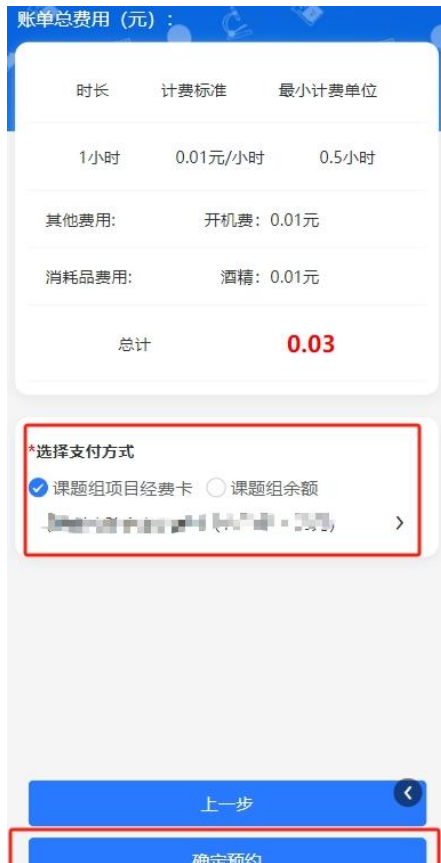 账单总费用（元）：
时长 计费标准 最小计费单位
1小时 0.01元/小时 0.5小时
其他费用: 开机费：0.01元
消耗品费用: 酒精：0.01元
总计 0.03
*选择支付方式
课题组项目经费卡 课题组余额
上一步
确定预约